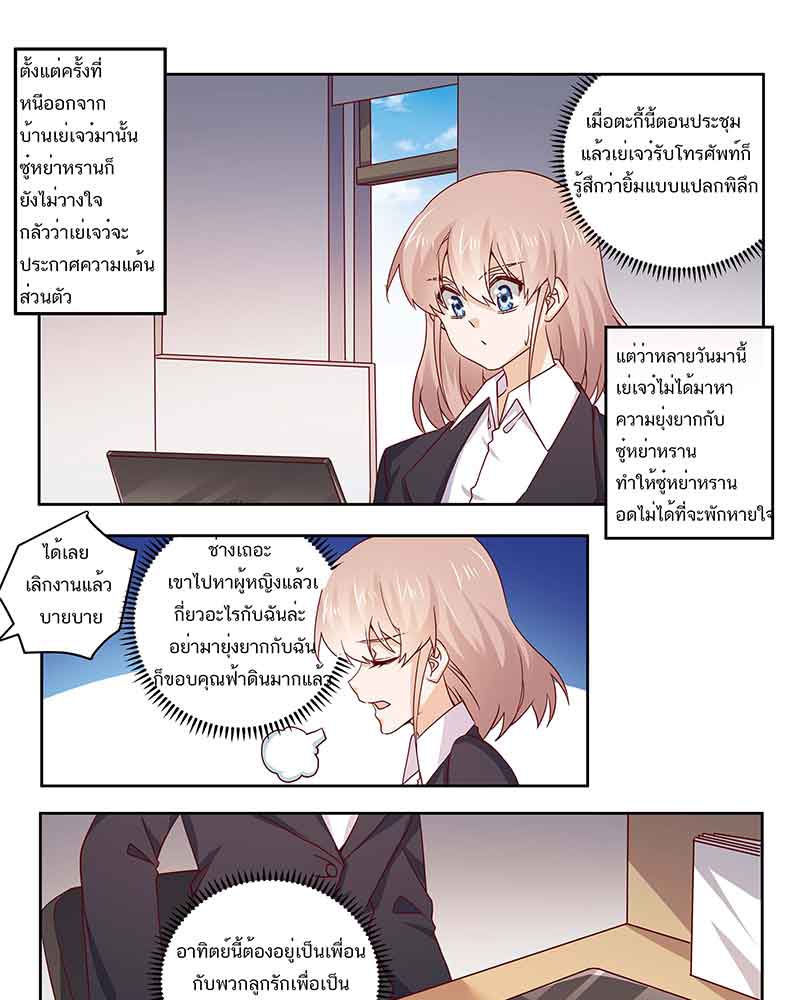 ตั้งแต่ครั้งที่
หนีออกจาก
บ้านเย่เจว๋มานั้น
ซู่หย่าหรานก็
ยังไม่วางใจ
กลัวว่าเย่เจว๋จะ
ประกาศความแค้น
ส่วนตัว
เมื่อตะกี้นี้ตอนประชุม
แล้วเย่เจว๋รับโทรศัพท์ก็
รู้สึกว่ายิ้มแบบแปลกพิลึก
แต่ว่าหลายวันมานี้
เย่เจว๋ไม่ได้มาหา
ความยุ่งยากกับ
ซู่หย่าหราน
ทำให้ซู่หย่าหราน
อดไม่ได้ที่จะพักหายใจ
ได้เลย
เลิกงานแล้ว
บายบาย
ช่างเถอะ
เขาไปหาผู้หญิงแล้วเ
กี่ยวอะไรกับฉันล่ะ
อย่ามายุ่งยากกับฉัน
ก็ขอบคุณฟ้าดินมากแล้ว
อาทิตย์นี้ต้องอยู่เป็นเพื่อน
กับพวกลูกรักเพื่อเป็น